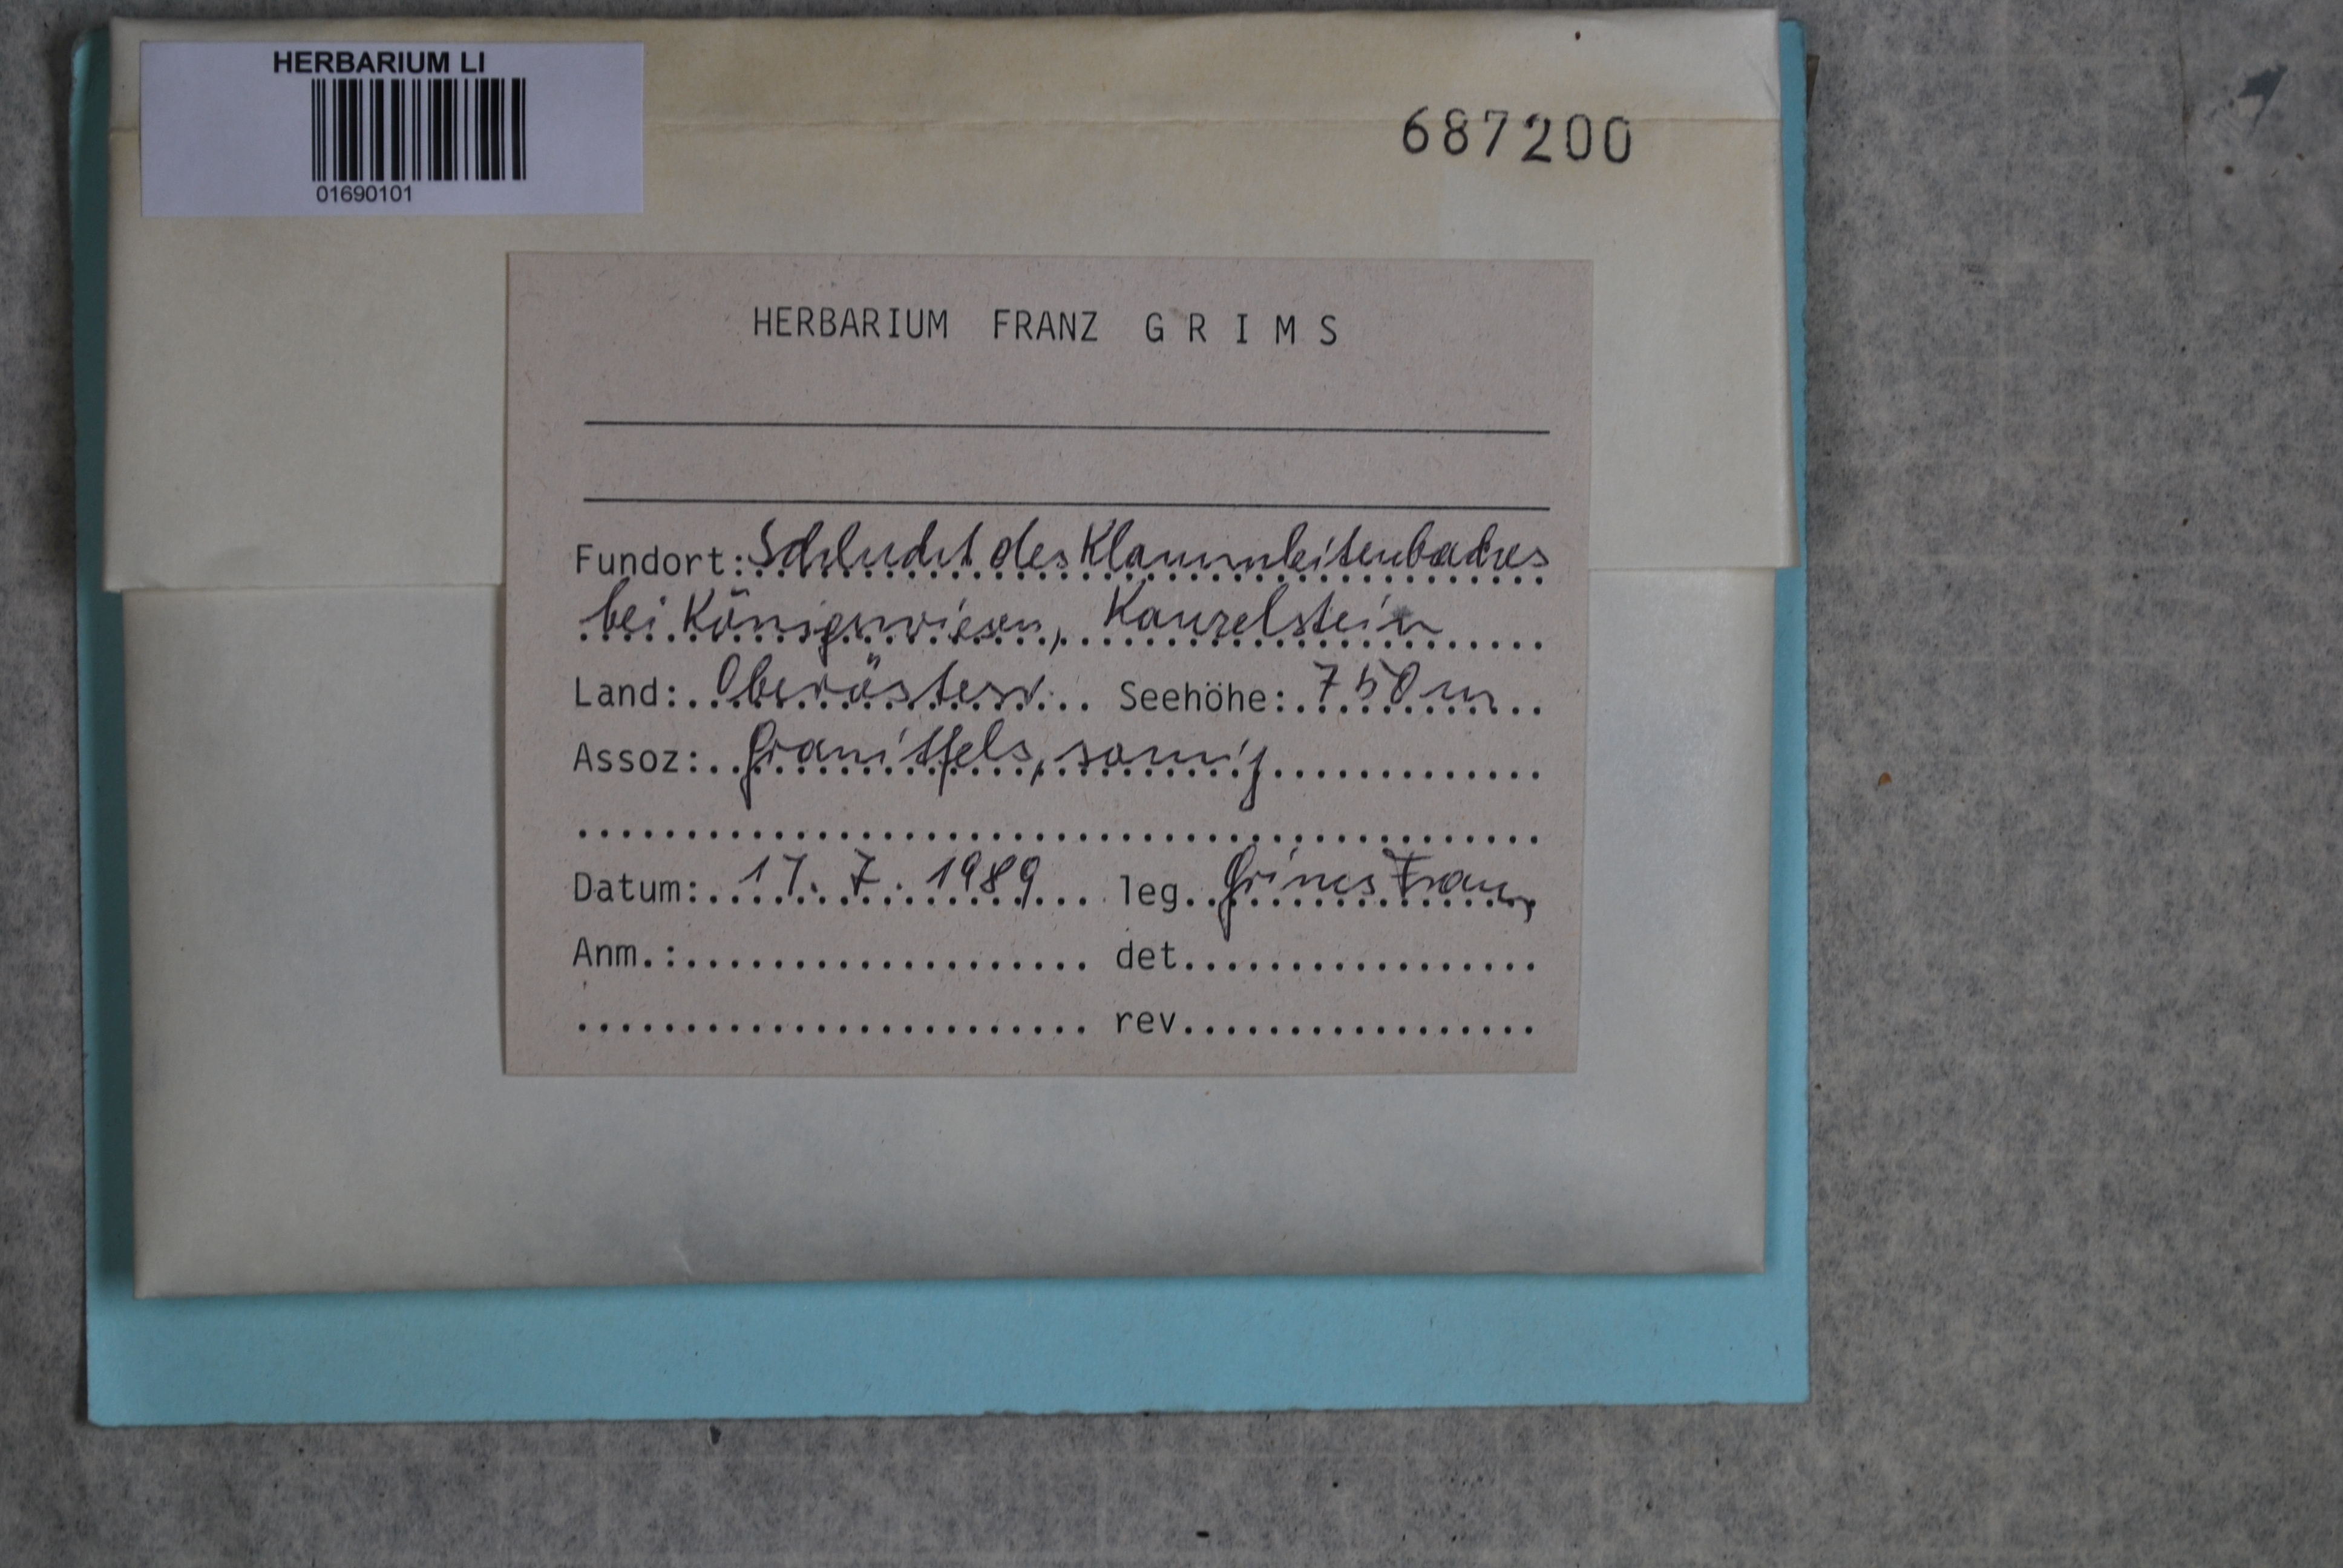 HERBARIUM LI
01690101
687200
HERBARIUM FRANZ GRIMS
Fundort: Schlucht des Klammleitenbaches
bei Königswiesen, Kanzelstein
Land: Oberösterr. Seehöhe: 750 m
Assoz: Granitfels, sonnig
Datum: 17. 7. 1989 leg. Grims Franz
Anm.: det.
rev.